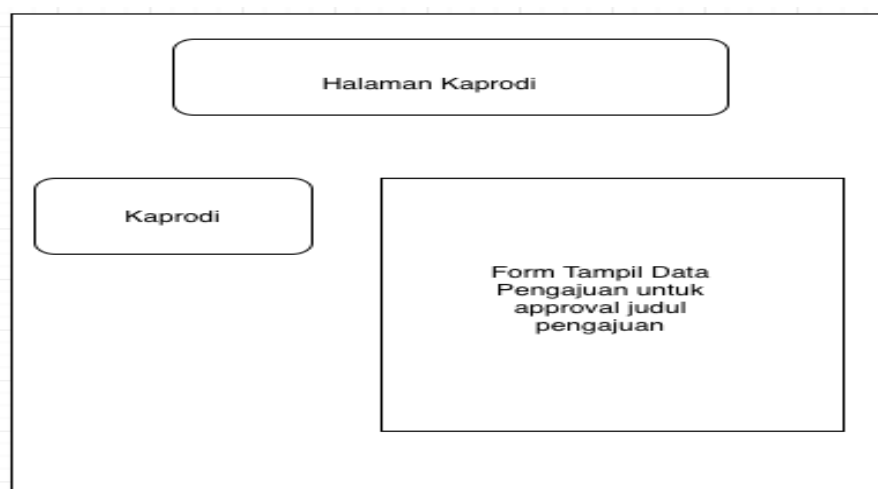 Halaman Kaprodi
Kaprodi
Form Tampil Data
Pengajuan untuk
approval judul
pengajuan